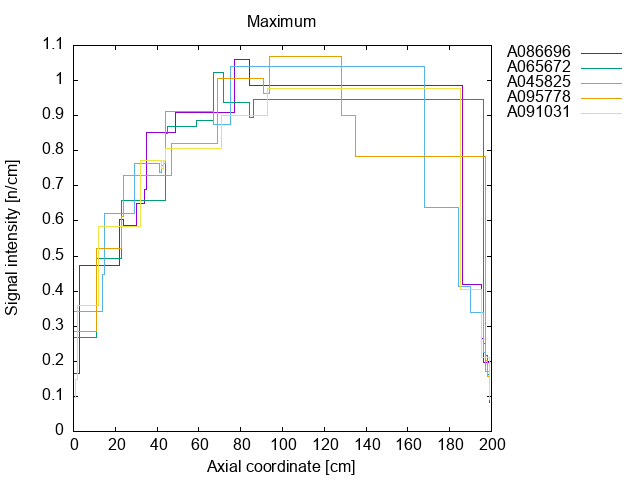 Maximum
A086696
A065672
A045825
A095778
A091031
1.1
1
0.9
0.8
0.7
0.6
0.5
0.4
0.3
0.2
0.1
0
Signal intensity [n/cm]
0 20 40 60 80 100 120 140 160 180 200
Axial coordinate [cm]